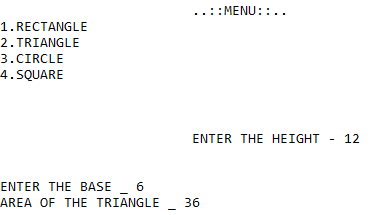 ..::MENU::..
1.RECTANGLE
2.TRIANGLE
3.CIRCLE
4.SQUARE
ENTER THE HEIGHT - 12
ENTER THE BASE _ 6
AREA OF THE TRIANGLE _ 36